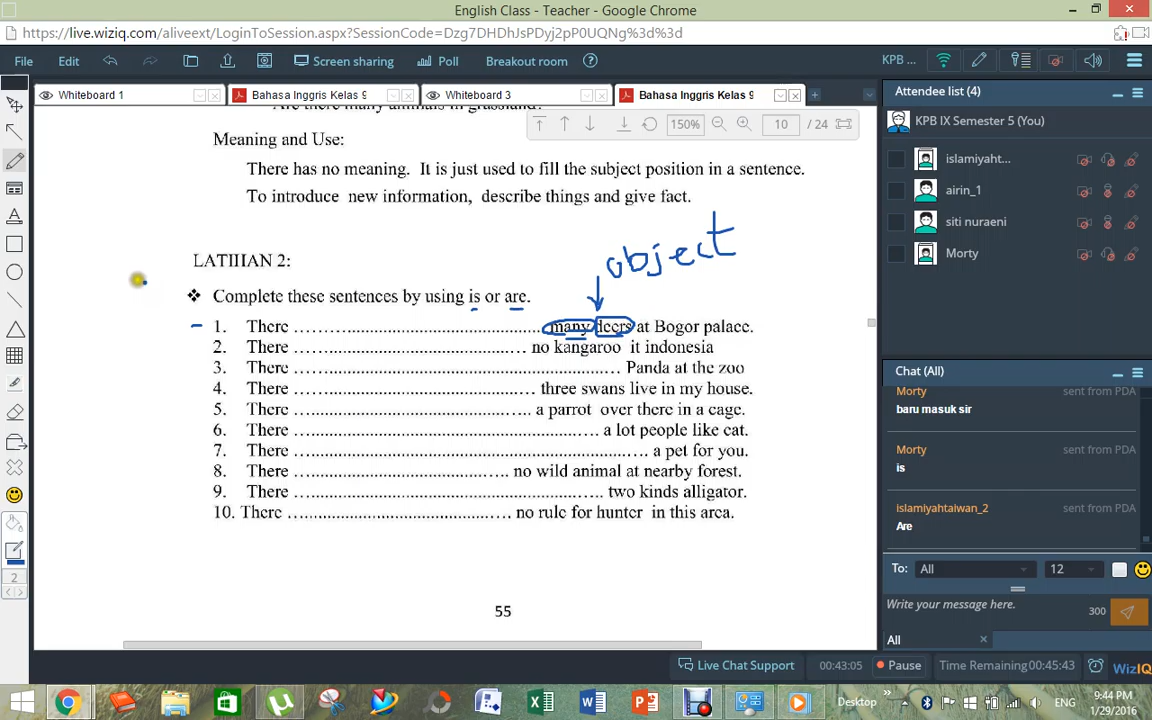 English Class - Teacher - Google Chrome
https://live.wiziq.com/aliveext/LoginToSession.aspx?SessionCode=Dzg7DHDhJsPDyj2pP0UQNg%3d%3d
File Edit Screen sharing Poll Breakout room ? KPB ...
Whiteboard 1 Bahasa Inggris Kelas 9 Whiteboard 3 Bahasa Inggris Kelas 9
Attendee list (4)
Are there many animals in grassland?
150% 10 / 24
KPB IX Semester 5 (You)
Meaning and Use:
islamiyaht...
There has no meaning. It is just used to fill the subject position in a sentence.
airin_1
To introduce new information, describe things and give fact.
siti nuraeni
object
Morty
LATIHAN 2:
Complete these sentences by using is or are.
1. There ................................................ many deers at Bogor palace.
2. There ............................................. no kangaroo it indonesia
3. There ............................................................. Panda at the zoo
4. There ............................................. three swans live in my house.
5. There ............................................. a parrot over there in a cage.
6. There ......................................................... a lot people like cat.
7. There ................................................................. a pet for you.
8. There ......................................... no wild animal at nearby forest.
9. There .......................................................... two kinds alligator.
10. There ......................................... no rule for hunter in this area.
55
Chat (All)
Morty sent from PDA
baru masuk sir
Morty sent from PDA
is
islamiyahtaiwan_2 sent from PDA
Are
To: All 12
Write your message here. 300
All
2
Live Chat Support 00:43:05 Pause Time Remaining 00:45:43 WizIQ
Desktop ENG 9:44 PM
1/29/2016